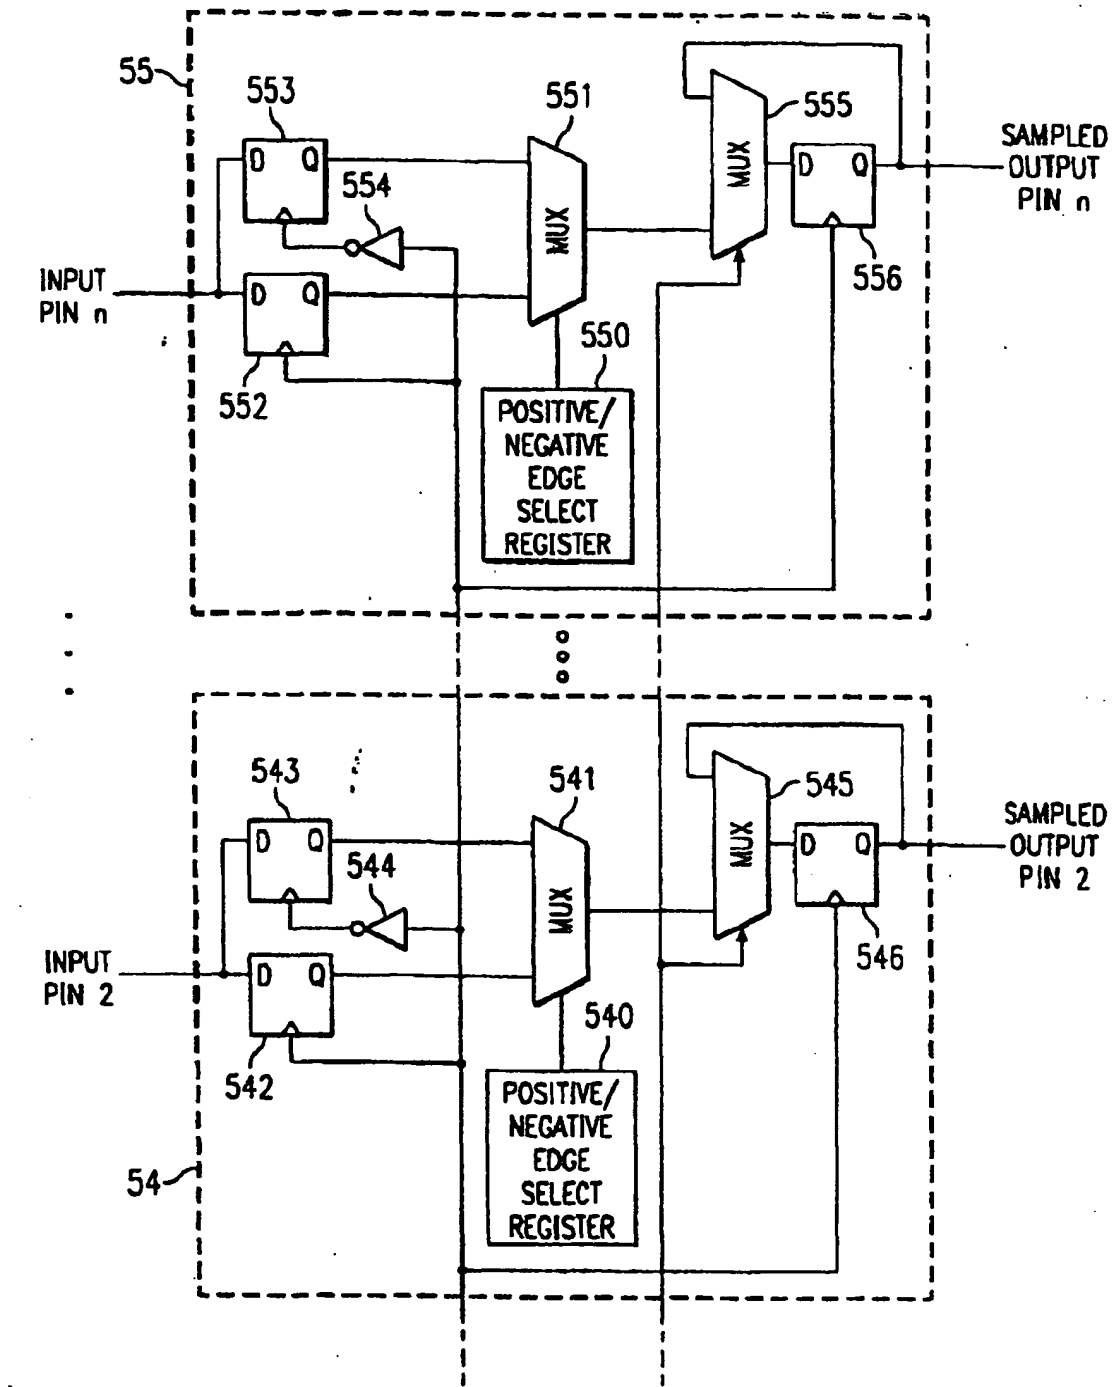 55
553
551
555
D Q
554
MUX
MUX
D Q
SAMPLED
OUTPUT
PIN n
556
INPUT
PIN n
D Q
552
550
POSITIVE/
NEGATIVE
EDGE
SELECT
REGISTER
543
541
545
D Q
544
MUX
MUX
D Q
SAMPLED
OUTPUT
PIN 2
546
INPUT
PIN 2
D Q
542
540
POSITIVE/
NEGATIVE
EDGE
SELECT
REGISTER
54